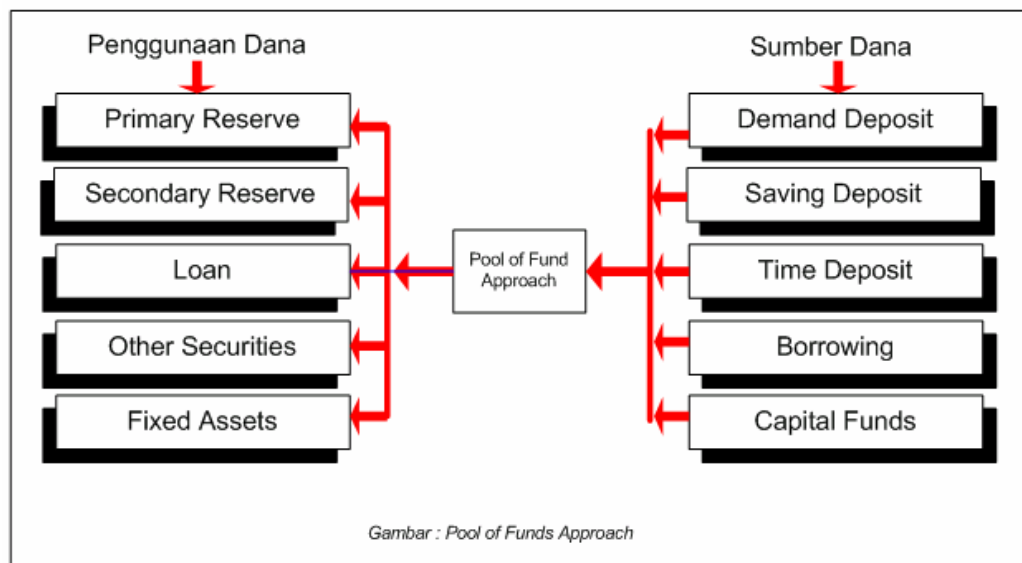 Penggunaan Dana
Primary Reserve
Secondary Reserve
Loan
Other Securities
Fixed Assets
Pool of Fund
Approach
Sumber Dana
Demand Deposit
Saving Deposit
Time Deposit
Borrowing
Capital Funds
Gambar : Pool of Funds Approach